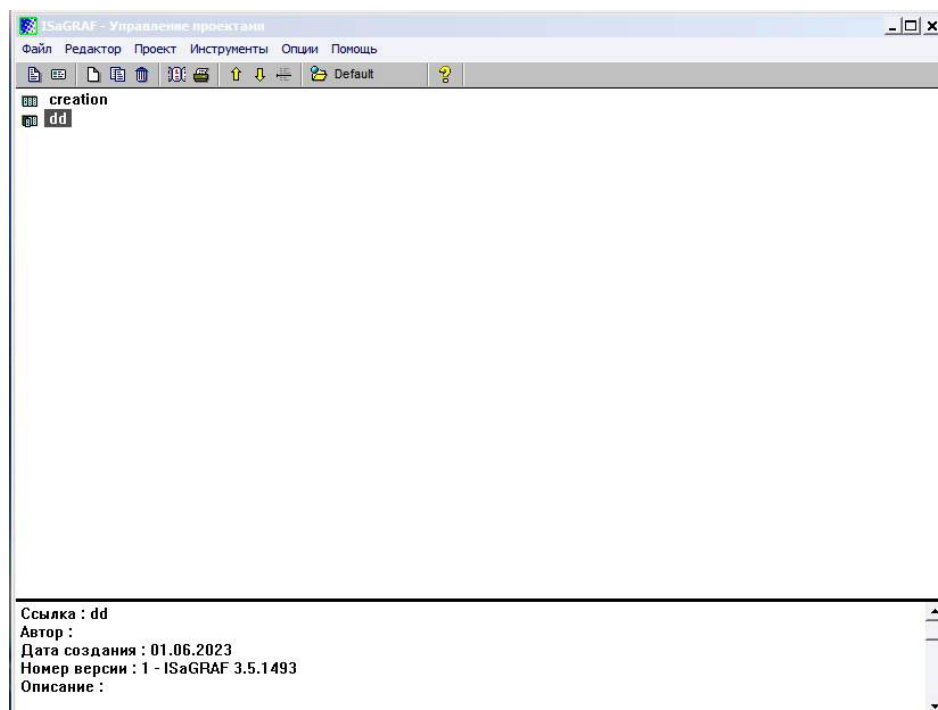 ISaGRAF - Управление проектами
Файл Редактор Проект Инструменты Опции Помощь
Default
creation
dd
Ссылка : dd
Автор :
Дата создания : 01.06.2023
Номер версии : 1 - ISaGRAF 3.5.1493
Описание :